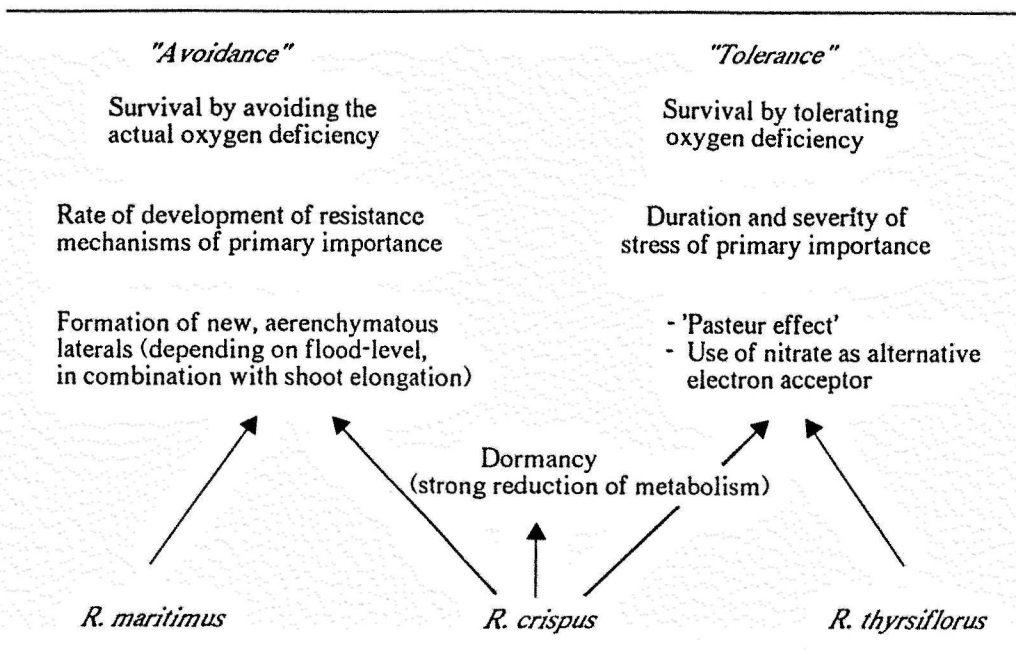 "Avoidance"
Survival by avoiding the
actual oxygen deficiency
Rate of development of resistance
mechanisms of primary importance
Formation of new, aerenchymatous
laterals (depending on flood-level,
in combination with shoot elongation)
"Tolerance"
Survival by tolerating
oxygen deficiency
Duration and severity of
stress of primary importance
- 'Pasteur effect'
- Use of nitrate as alternative
electron acceptor
Dormancy
(strong reduction of metabolism)
R. maritimus
R. crispus
R. thyrsiflorus